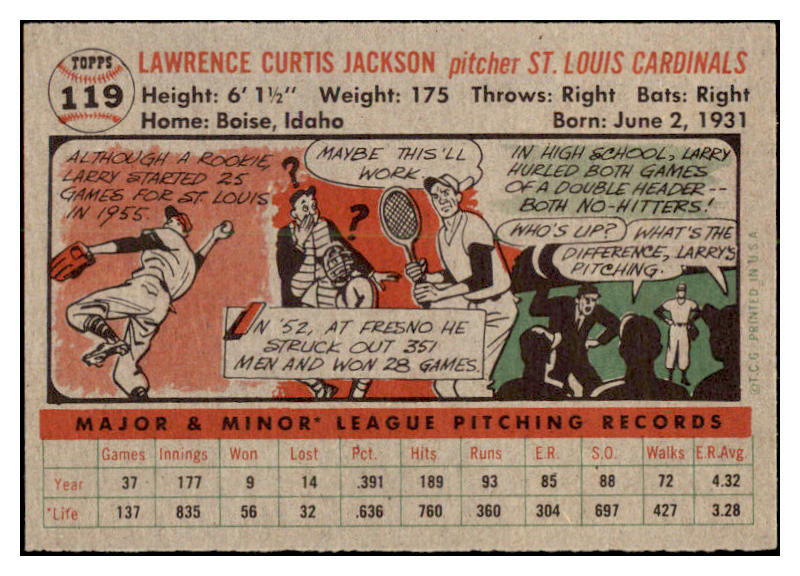 TOPPS
119
LAWRENCE CURTIS JACKSON pitcher ST. LOUIS CARDINALS
Height: 6' 1½" Weight: 175 Throws: Right Bats: Right
Home: Boise, Idaho Born: June 2, 1931
ALTHOUGH A ROOKIE,
LARRY STARTED 25
GAMES FOR ST. LOUIS
IN 1955.
?
?
MAYBE THIS'LL
WORK.
IN '52, AT FRESNO HE
STRUCK OUT 351
MEN AND WON 28 GAMES.
IN HIGH SCHOOL, LARRY
HURLED BOTH GAMES
OF A DOUBLE HEADER--
BOTH NO-HITTERS!
WHO'S UP?
WHAT'S THE
DIFFERENCE, LARRY'S
PITCHING.
©T.C.G. PRINTED IN U.S.A.
MAJOR & MINOR* LEAGUE PITCHING RECORDS
Games Innings Won Lost Pct. Hits Runs E.R. S.O. Walks E.R.Avg.
Year 37 177 9 14 .391 189 93 85 88 72 4.32
*Life 137 835 56 32 .636 760 360 304 697 427 3.28